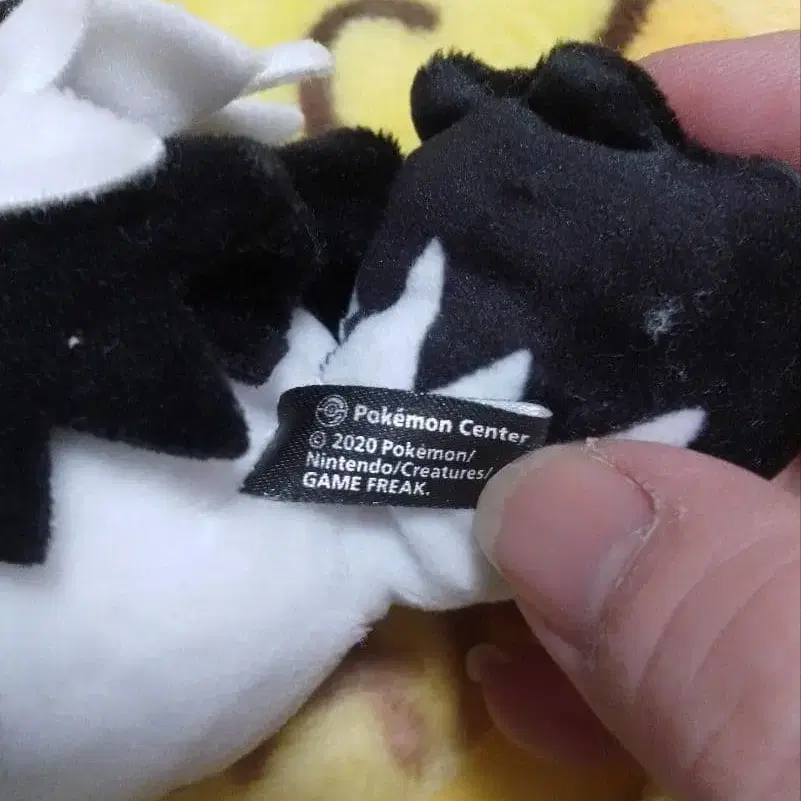 Pokémon Center
© 2020 Pokémon/
Nintendo/Creatures/
GAME FREAK.